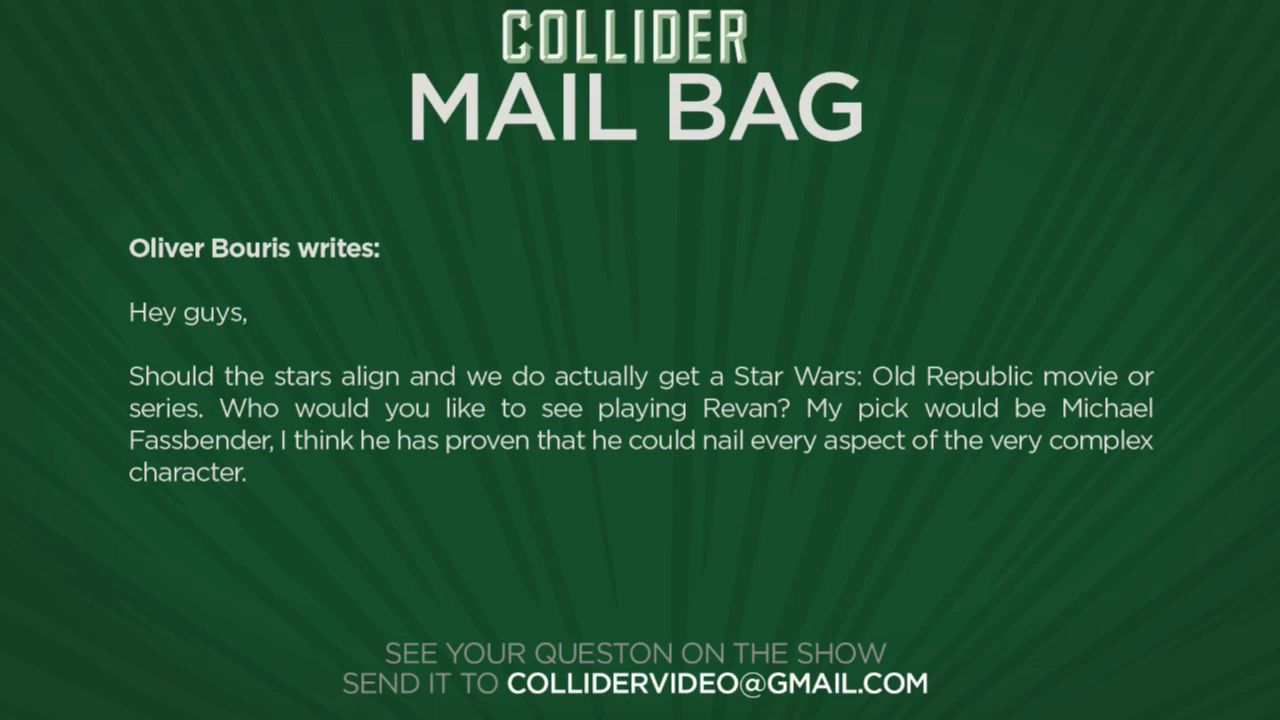 COLLIDER
MAIL BAG
Oliver Bouris writes:
Hey guys,
Should the stars align and we do actually get a Star Wars: Old Republic movie or
series. Who would you like to see playing Revan? My pick would be Michael
Fassbender, I think he has proven that he could nail every aspect of the very complex
character.
SEE YOUR QUESTON ON THE SHOW
SEND IT TO COLLIDERVIDEO@GMAIL.COM